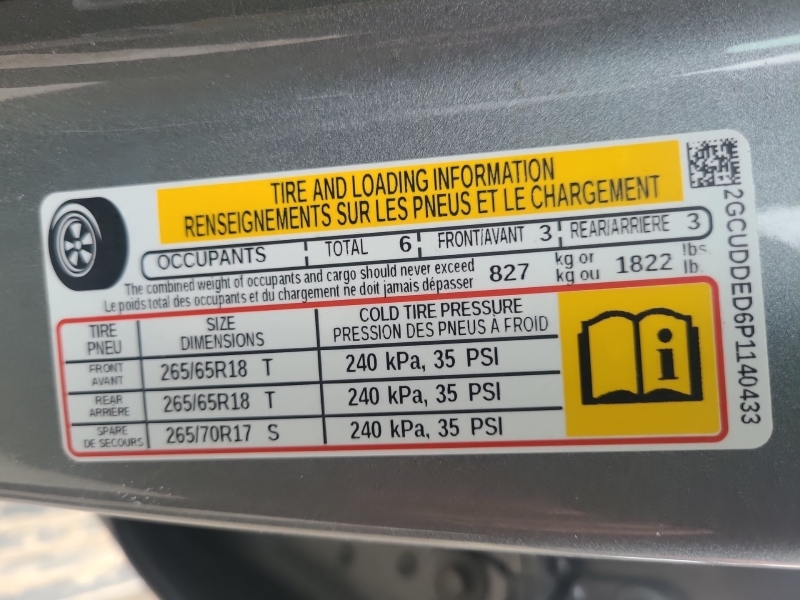 TIRE AND LOADING INFORMATION
RENSEIGNEMENTS SUR LES PNEUS ET LE CHARGEMENT
OCCUPANTS TOTAL 6 FRONT/AVANT 3 REAR/ARRIERE 3
The combined weight of occupants and cargo should never exceed 827 kg or 1822 lbs.
Le poids total des occupants et du chargement ne doit jamais dépasser kg ou lb.
TIRE SIZE COLD TIRE PRESSURE
PNEU DIMENSIONS PRESSION DES PNEUS À FROID
FRONT
AVANT 265/65R18 T 240 kPa, 35 PSI
REAR
ARRIERE 265/65R18 T 240 kPa, 35 PSI
SPARE
DE SECOURS 265/70R17 S 240 kPa, 35 PSI
i
2GCUDDED6P1140433